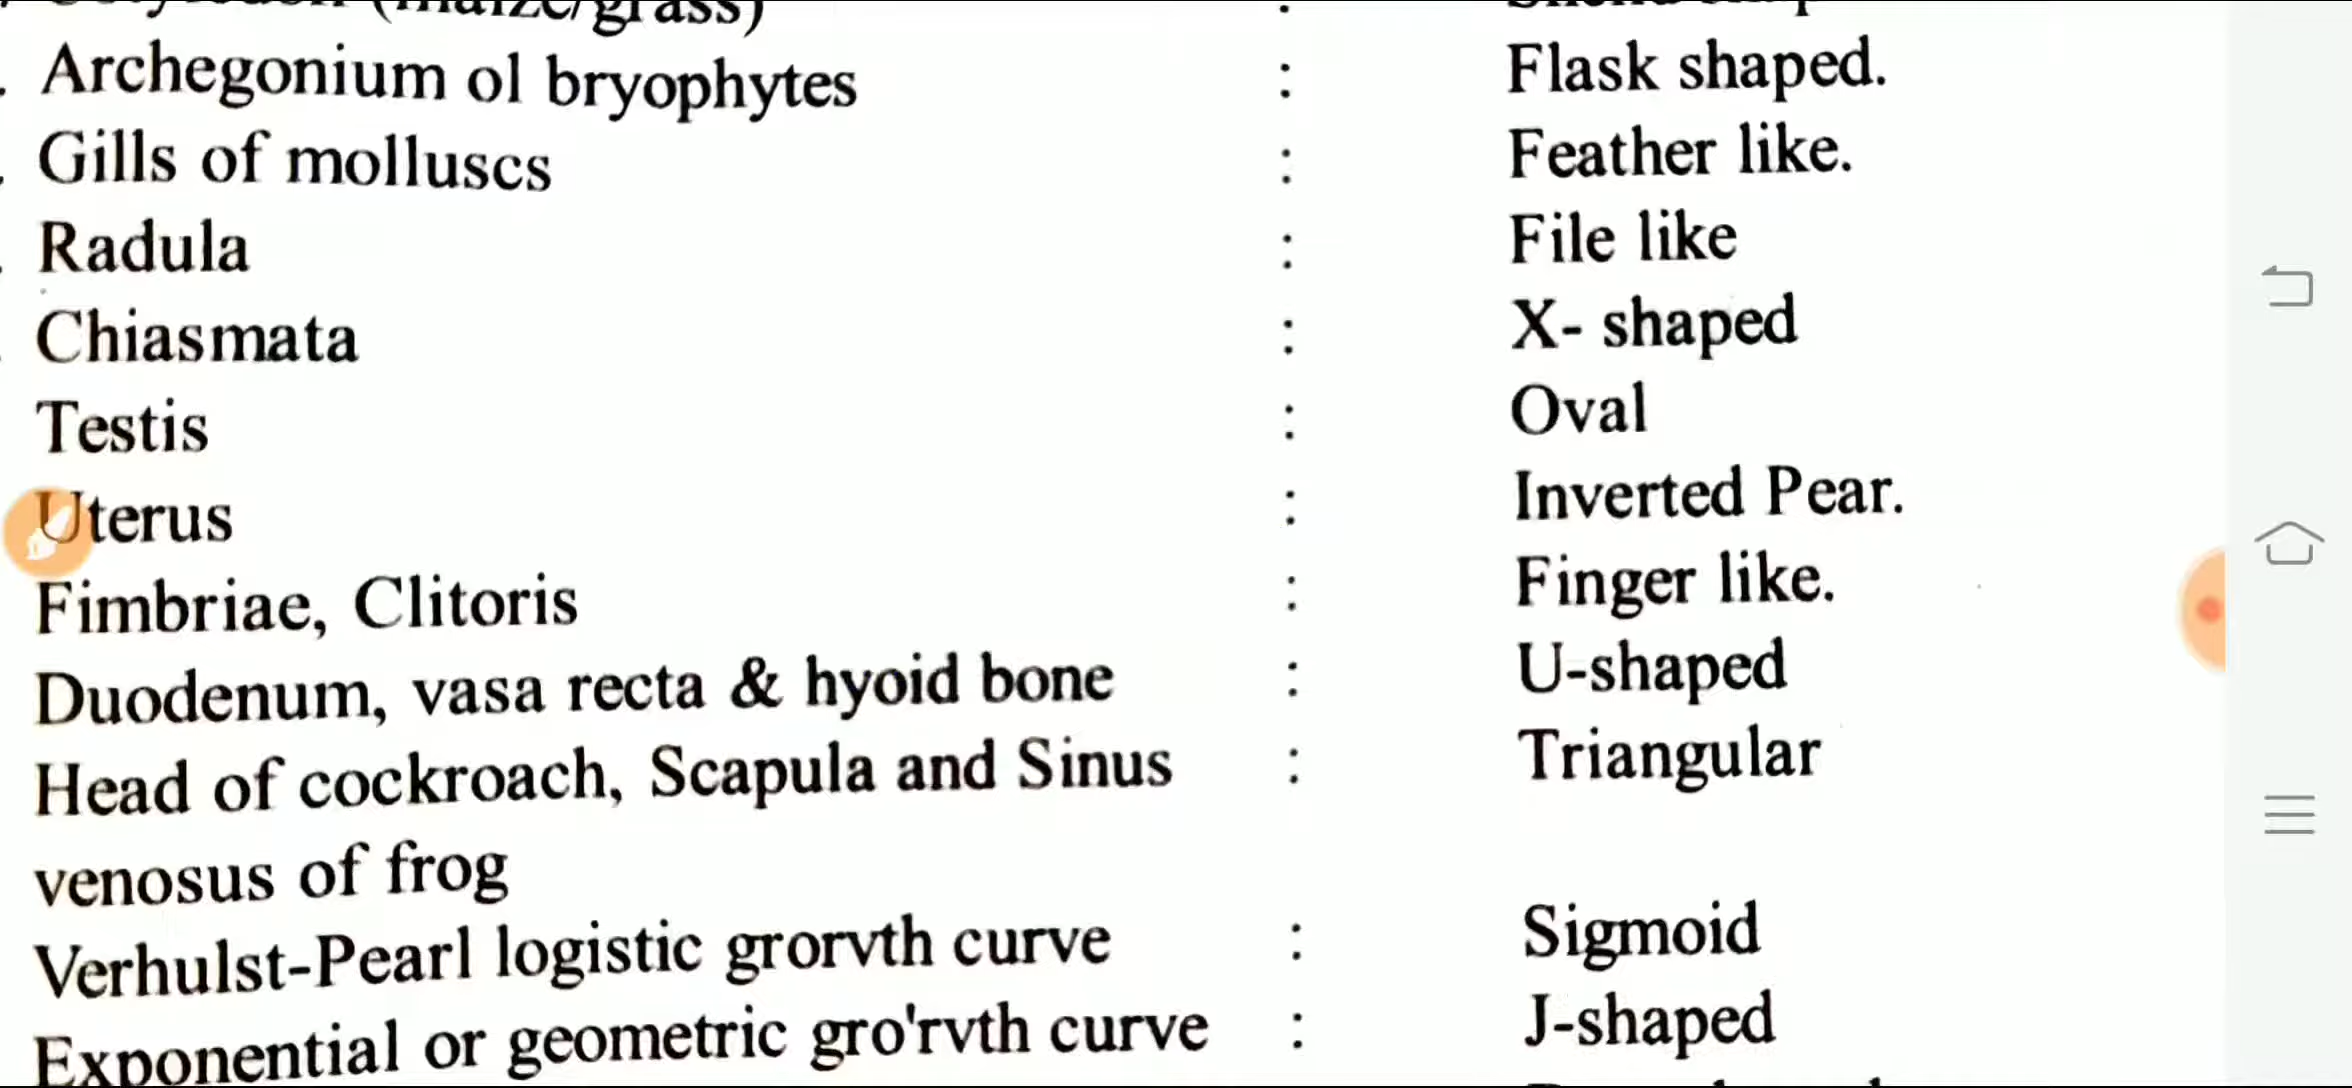 (maize/grass) :
Archegonium ol bryophytes : Flask shaped.
Gills of molluscs : Feather like.
Radula : File like
Chiasmata : X- shaped
Testis : Oval
Uterus : Inverted Pear.
Fimbriae, Clitoris : Finger like.
Duodenum, vasa recta & hyoid bone : U-shaped
Head of cockroach, Scapula and Sinus : Triangular
venosus of frog
Verhulst-Pearl logistic grorvth curve : Sigmoid
Exponential or geometric gro'rvth curve : J-shaped